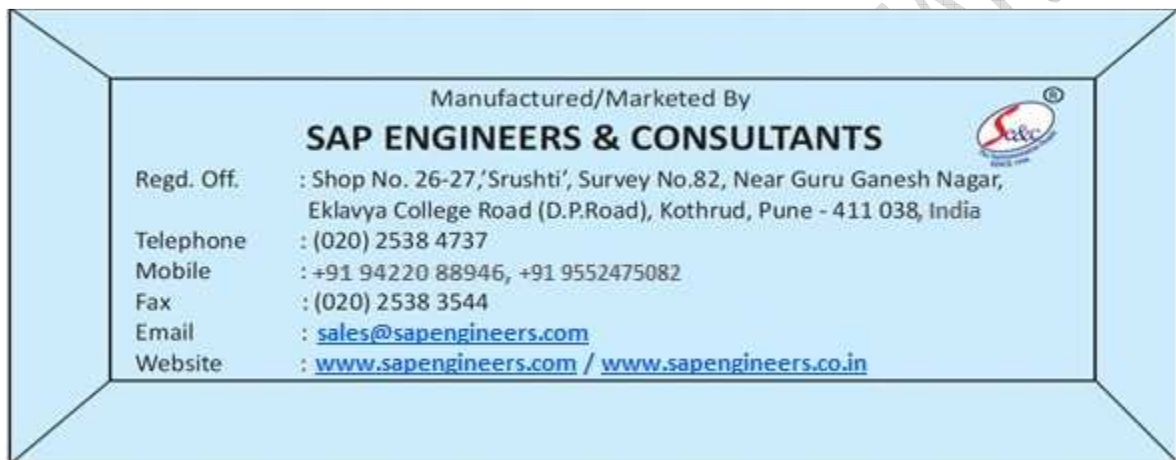 Manufactured/Marketed By
SAP ENGINEERS & CONSULTANTS
Regd. Off. : Shop No. 26-27,'Srushti', Survey No.82, Near Guru Ganesh Nagar,
Eklavya College Road (D.P.Road), Kothrud, Pune - 411 038, India
Telephone : (020) 2538 4737
Mobile : +91 94220 88946, +91 9552475082
Fax : (020) 2538 3544
Email : sales@sapengineers.com
Website : www.sapengineers.com / www.sapengineers.co.in